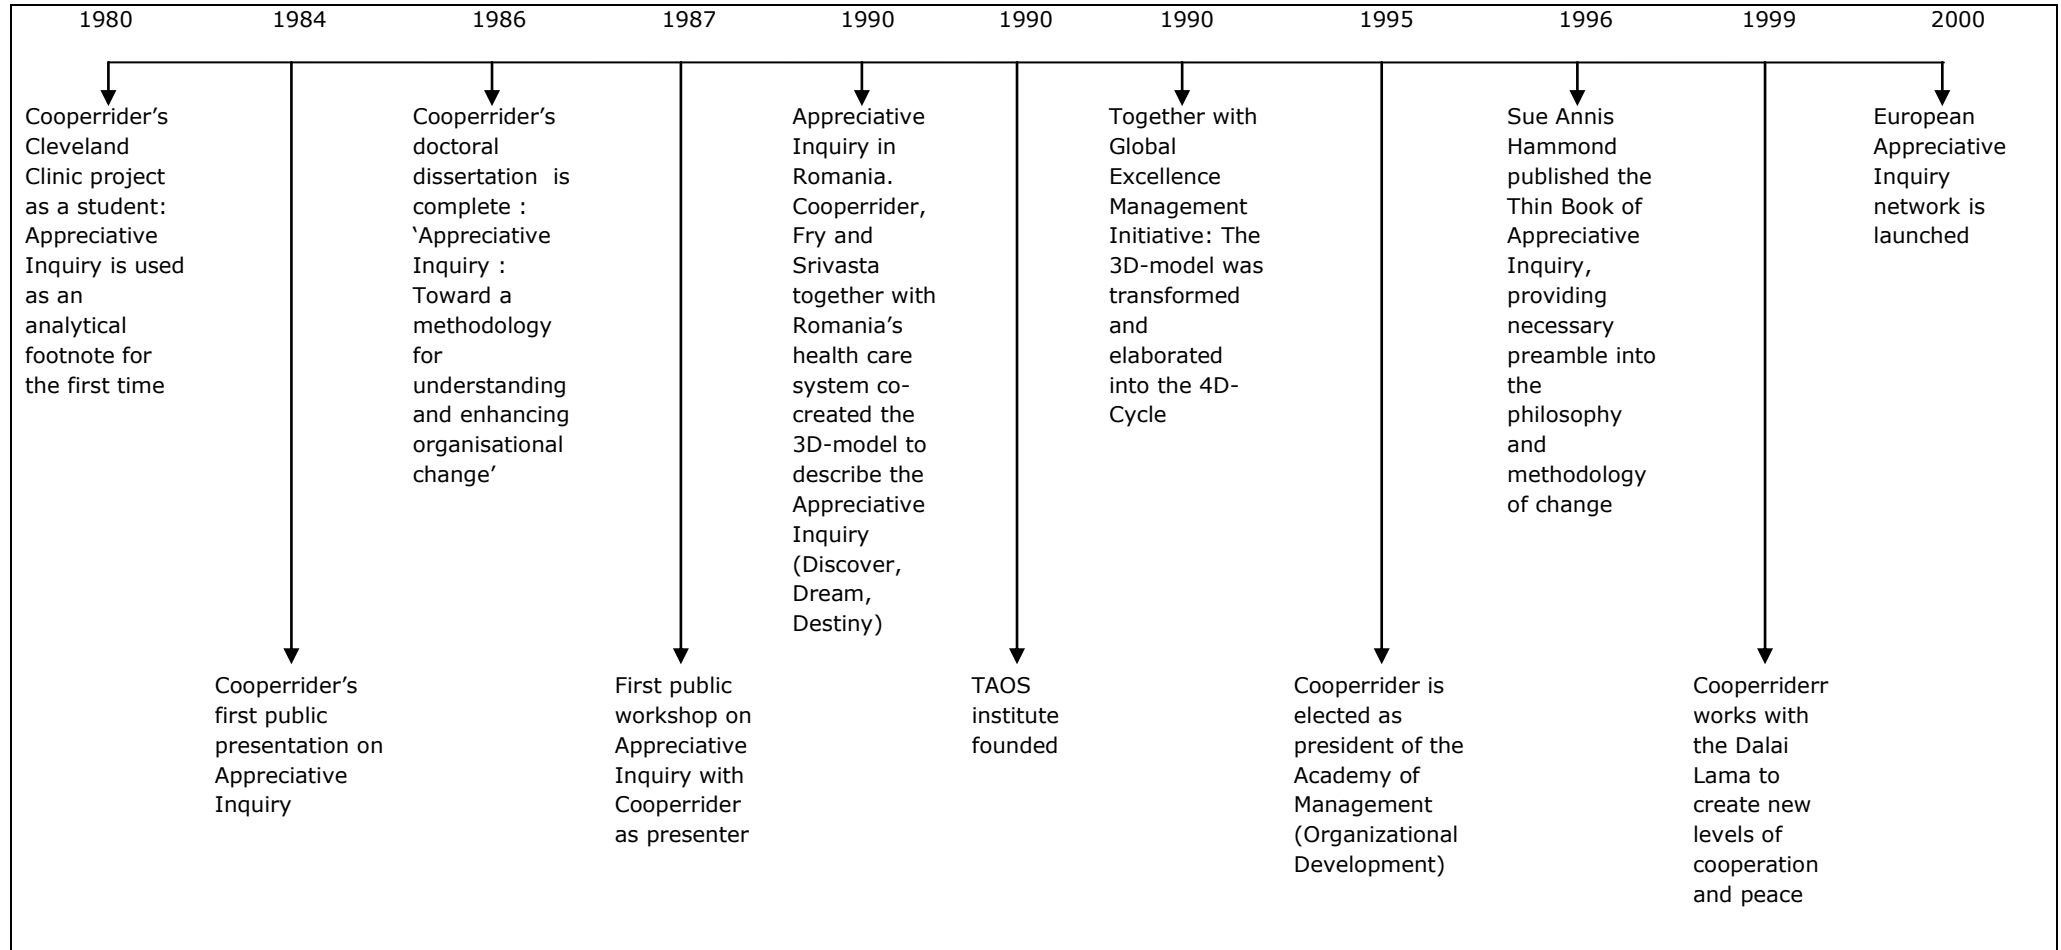 1980 1984 1986 1987 1990 1990 1990 1995 1996 1999 2000
Cooperrider’s
Cleveland
Clinic project
as a student:
Appreciative
Inquiry is used
as an
analytical
footnote for
the first time
Cooperrider’s
doctoral
dissertation is
complete :
‘Appreciative
Inquiry :
Toward a
methodology
for
understanding
and enhancing
organisational
change’
Appreciative
Inquiry in
Romania.
Cooperrider,
Fry and
Srivasta
together with
Romania’s
health care
system co-
created the
3D-model to
describe the
Appreciative
Inquiry
(Discover,
Dream,
Destiny)
Together with
Global
Excellence
Management
Initiative: The
3D-model was
transformed
and
elaborated
into the 4D-
Cycle
Sue Annis
Hammond
published the
Thin Book of
Appreciative
Inquiry,
providing
necessary
preamble into
the
philosophy
and
methodology
of change
European
Appreciative
Inquiry
network is
launched
Cooperrider’s
first public
presentation on
Appreciative
Inquiry
First public
workshop on
Appreciative
Inquiry with
Cooperrider
as presenter
TAOS
institute
founded
Cooperrider is
elected as
president of the
Academy of
Management
(Organizational
Development)
Cooperriderr
works with
the Dalai
Lama to
create new
levels of
cooperation
and peace